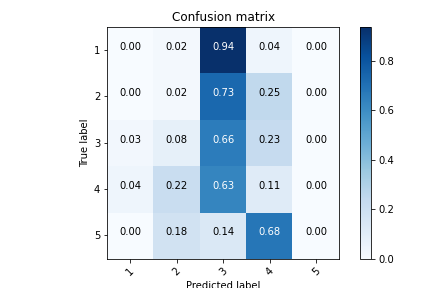 Confusion matrix
True label
1 0.00 0.02 0.94 0.04 0.00
2 0.00 0.02 0.73 0.25 0.00
3 0.03 0.08 0.66 0.23 0.00
4 0.04 0.22 0.63 0.11 0.00
5 0.00 0.18 0.14 0.68 0.00
1 2 3 4 5
Predicted label
0.8
0.6
0.4
0.2
0.0